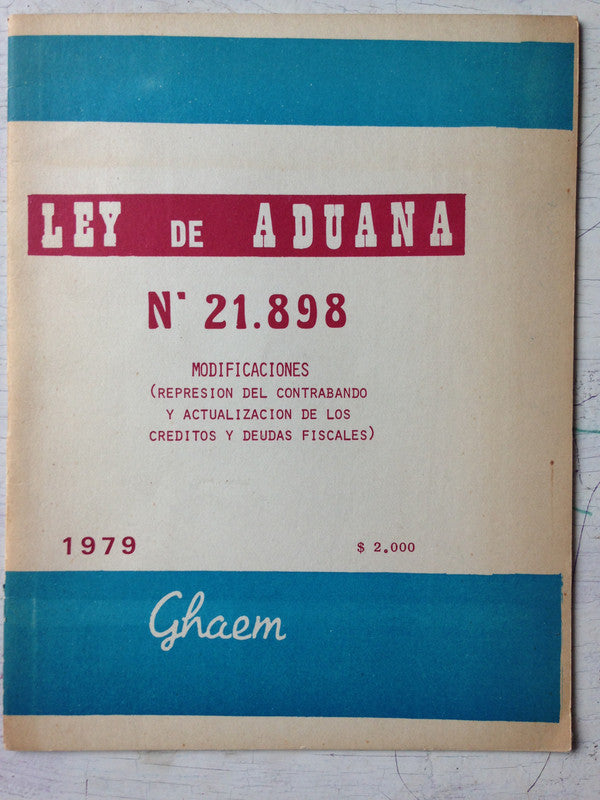 LEY DE ADUANA
N° 21.898
MODIFICACIONES
(REPRESION DEL CONTRABANDO
Y ACTUALIZACION DE LOS
CREDITOS Y DEUDAS FISCALES)
1979
$ 2.000
Ghaem